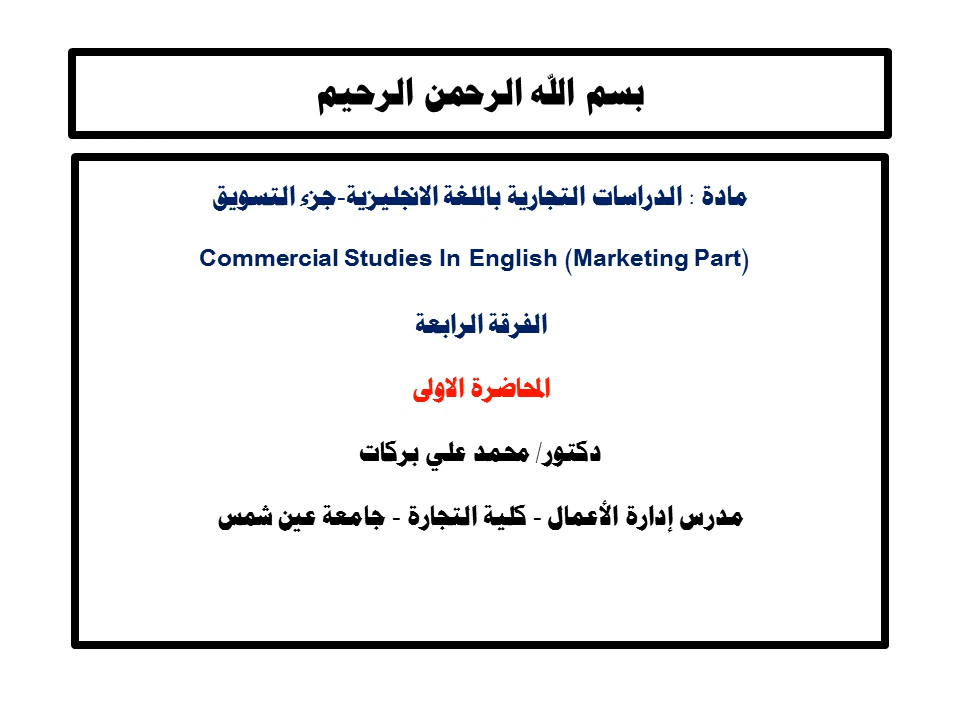 بسم الله الرحمن الرحيم
مادة : الدراسات التجارية باللغة الانجليزية-جزء التسويق
Commercial Studies In English (Marketing Part)
الفرقة الرابعة
المحاضرة الاولى
دكتور/ محمد علي بركات
مدرس إدارة الأعمال - كلية التجارة - جامعة عين شمس